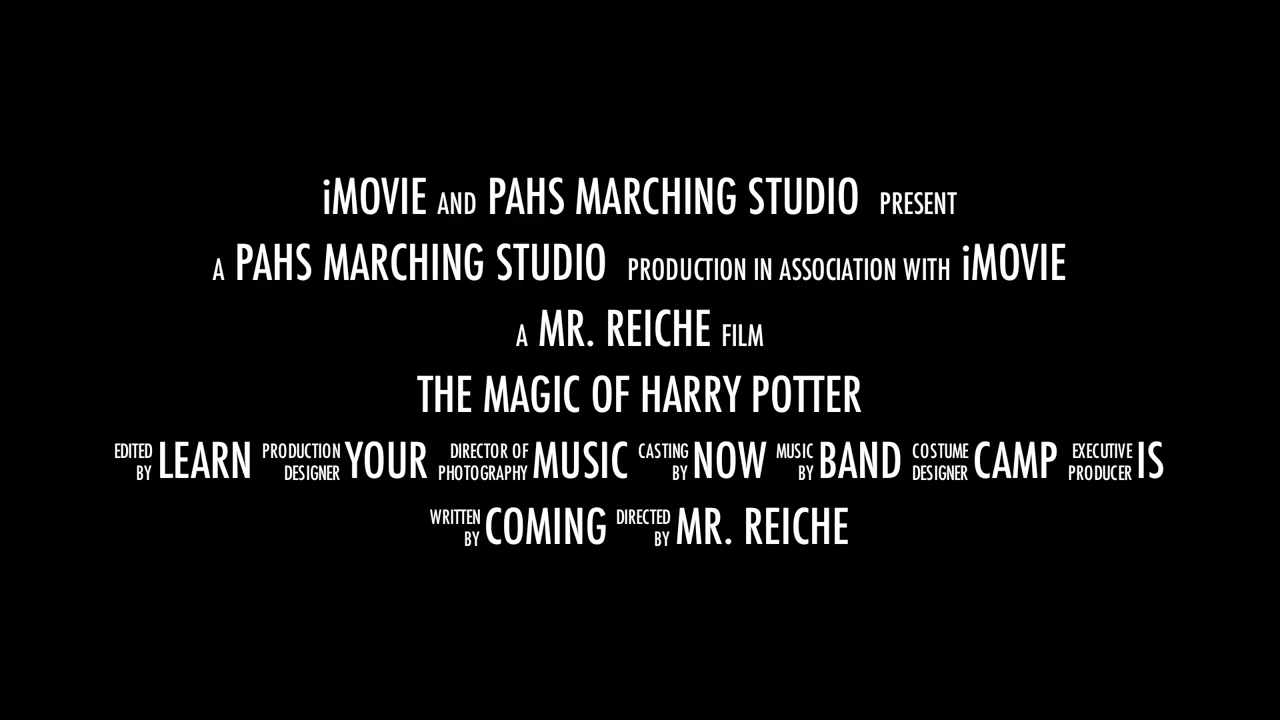 iMOVIE AND PAHS MARCHING STUDIO PRESENT
A PAHS MARCHING STUDIO PRODUCTION IN ASSOCIATION WITH iMOVIE
A MR. REICHE FILM
THE MAGIC OF HARRY POTTER
EDITED BY LEARN PRODUCTION DESIGNER YOUR DIRECTOR OF PHOTOGRAPHY MUSIC CASTING BY NOW MUSIC BY BAND COSTUME DESIGNER CAMP EXECUTIVE PRODUCER IS
WRITTEN BY COMING DIRECTED BY MR. REICHE